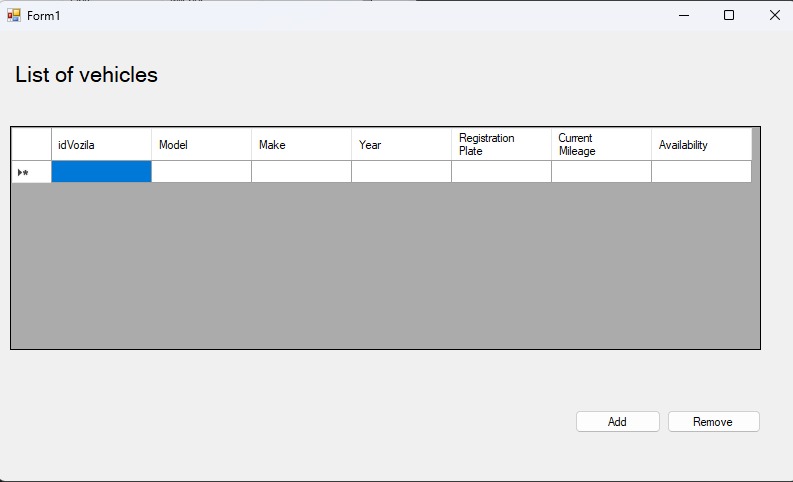 Form1
List of vehicles
idVozila Model Make Year Registration Plate Current Mileage Availability
Add Remove